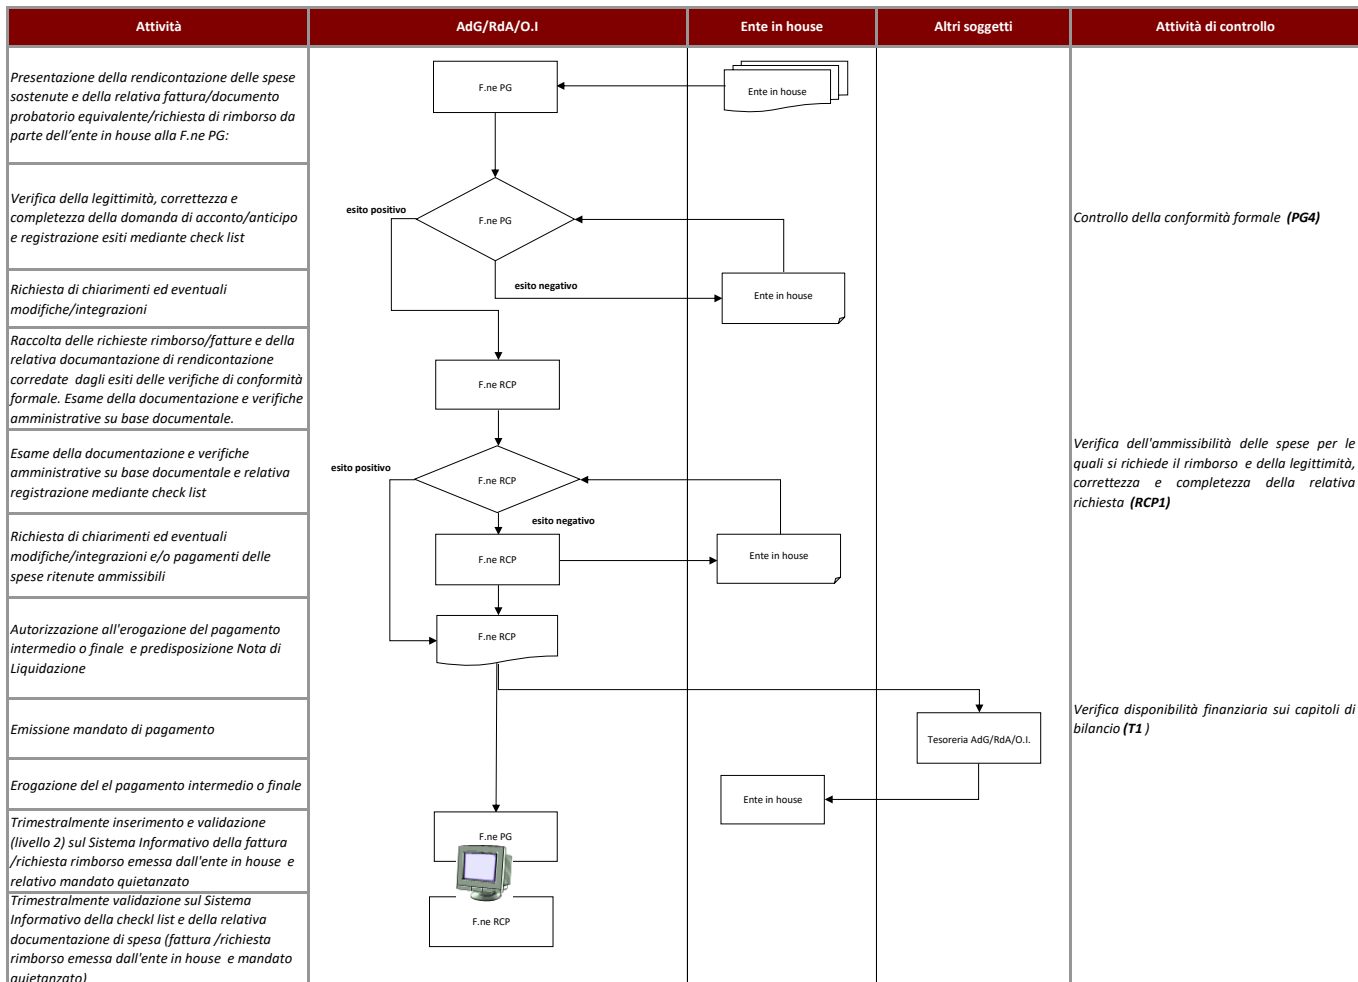 Attività
AdG/RdA/O.I
Ente in house
Altri soggetti
Attività di controllo
Presentazione della rendicontazione delle spese
sostenute e della relativa fattura/documento
probatorio equivalente/richiesta di rimborso da
parte dell'ente in house alla F.ne PG:
F.ne PG
Ente in house
Verifica della legittimità, correttezza e
completezza della domanda di acconto/anticipo
e registrazione esiti mediante check list
esito positivo
F.ne PG
Controllo della conformità formale (PG4)
Richiesta di chiarimenti ed eventuali
modifiche/integrazioni
esito negativo
Ente in house
Raccolta delle richieste rimborso/fatture e della
relativa documantazione di rendicontazione
corredate dagli esiti delle verifiche di conformità
formale. Esame della documentazione e verifiche
amministrative su base documentale.
F.ne RCP
Esame della documentazione e verifiche
amministrative su base documentale e relativa
registrazione mediante check list
esito positivo
F.ne RCP
Verifica dell'ammissibilità delle spese per le
quali si richiede il rimborso e della legittimità,
correttezza e completezza della relativa
richiesta (RCP1)
Richiesta di chiarimenti ed eventuali
modifiche/integrazioni e/o pagamenti delle
spese ritenute ammissibili
esito negativo
F.ne RCP
Ente in house
Autorizzazione all'erogazione del pagamento
intermedio o finale e predisposizione Nota di
Liquidazione
F.ne RCP
Emissione mandato di pagamento
Tesoreria AdG/RdA/O.I.
Verifica disponibilità finanziaria sui capitoli di
bilancio (T1 )
Erogazione del el pagamento intermedio o finale
Ente in house
Trimestralmente inserimento e validazione
(livello 2) sul Sistema Informativo della fattura
/richiesta rimborso emessa dall'ente in house e
relativo mandato quietanzato
F.ne PG
Trimestralmente validazione sul Sistema
Informativo della checkl list e della relativa
documentazione di spesa (fattura /richiesta
rimborso emessa dall'ente in house e mandato
quietanzato)
F.ne RCP